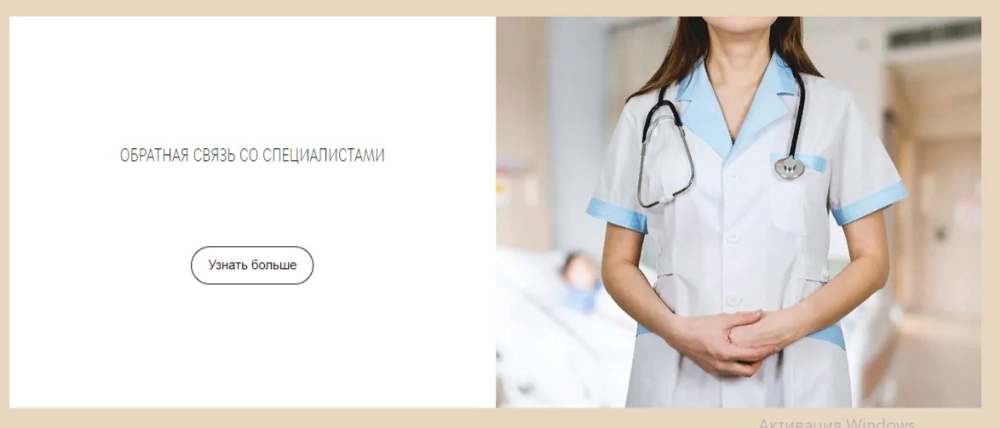 ОБРАТНАЯ СВЯЗЬ СО СПЕЦИАЛИСТАМИ
Узнать больше
Активация Windows